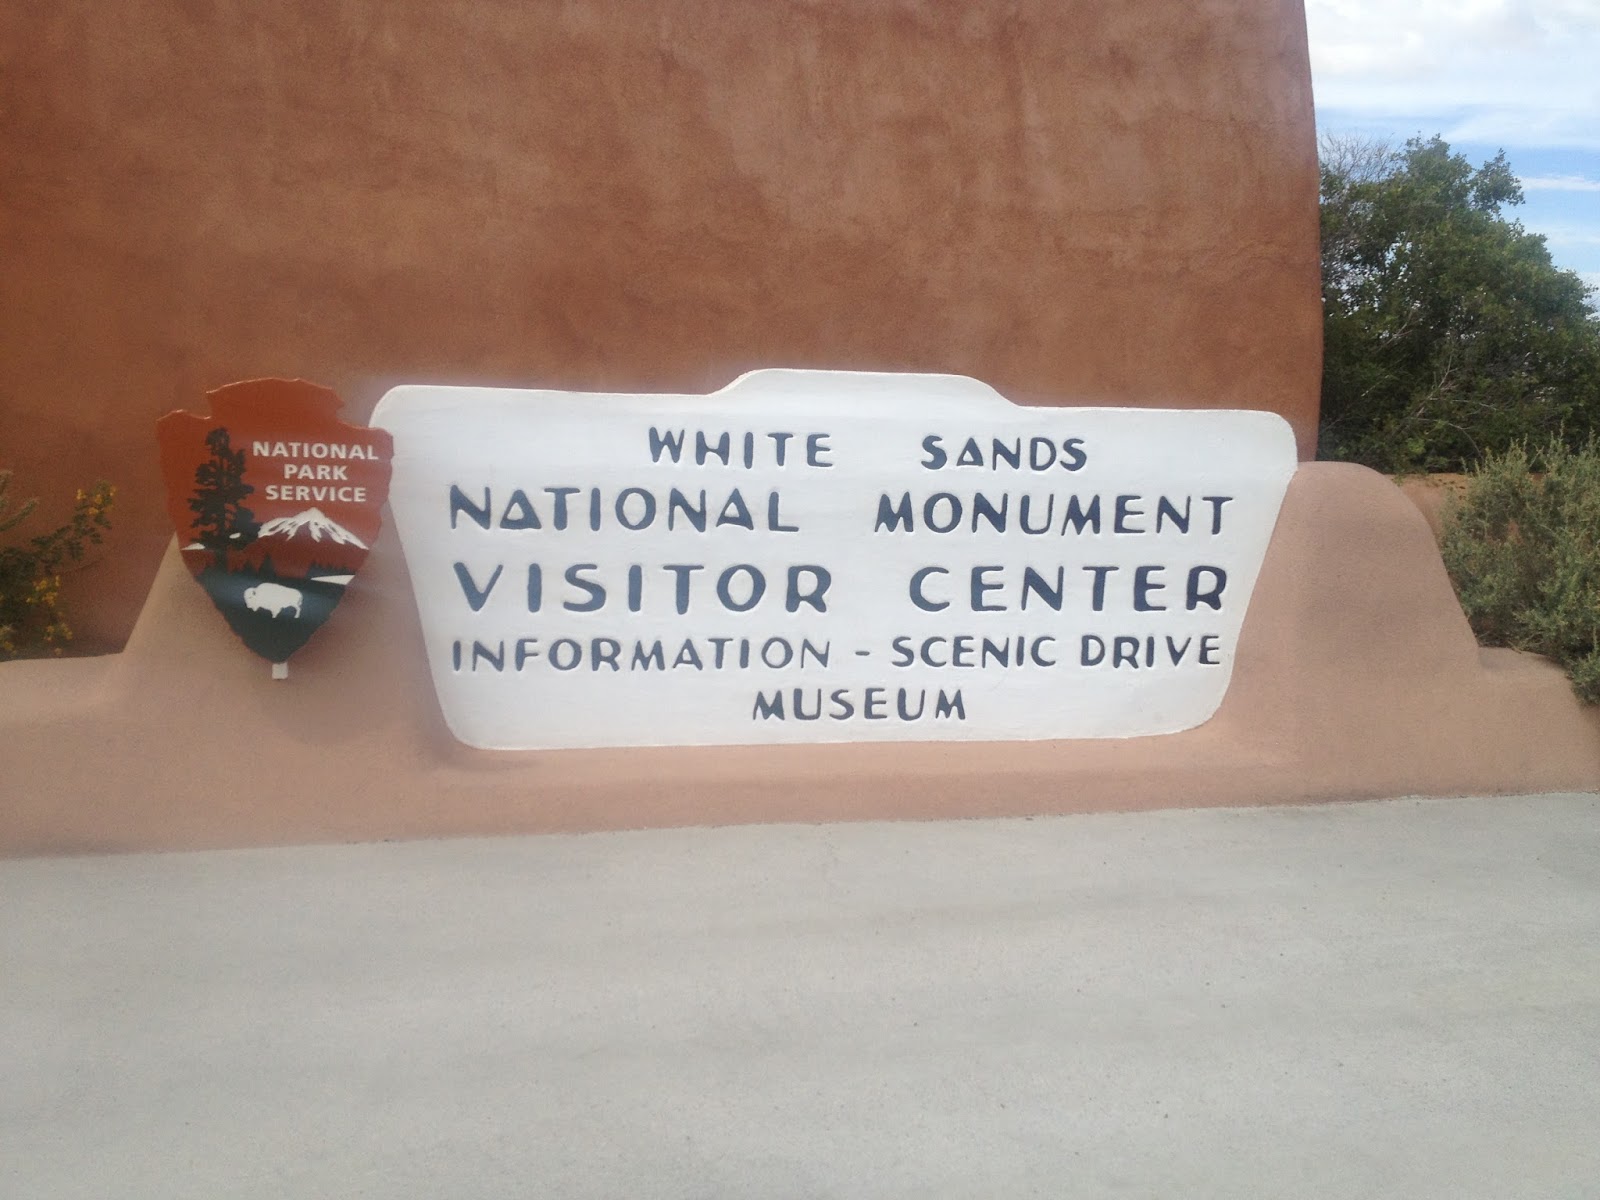 NATIONAL
PARK
SERVICE
WHITE SANDS
NATIONAL MONUMENT
VISITOR CENTER
INFORMATION - SCENIC DRIVE
MUSEUM